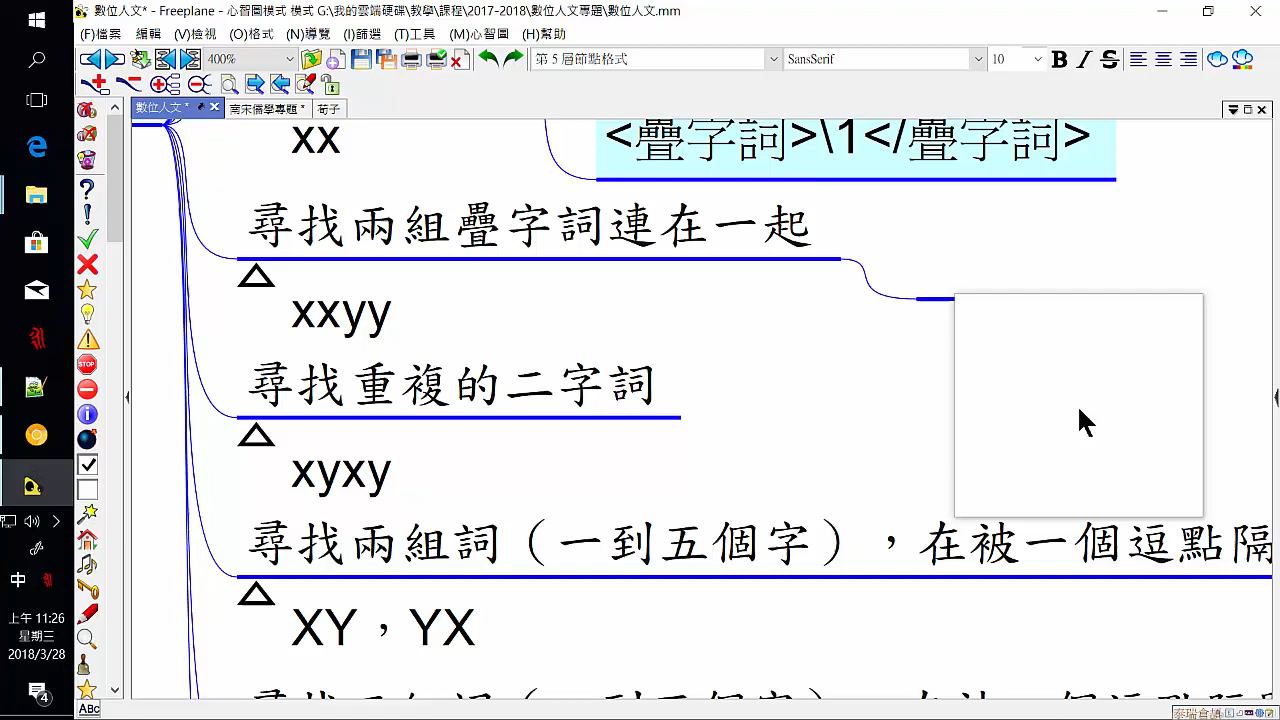 數位人文* - Freeplane - 心智圖模式 模式 G:\我的雲端硬碟\教學\課程\2017-2018\數位人文專題\數位人文.mm
(F)檔案 編輯 (V)檢視 (O)格式 (N)導覽 (I)篩選 (T)工具 (M)心智圖 (H)幫助
400% 第 5 層節點格式 SansSerif 10 B I S
數位人文 * 南宋儒學專題 * 荀子
xx
<疊字詞>\1</疊字詞>
尋找兩組疊字詞連在一起
xxyy
尋找重複的二字詞
xyxy
尋找兩組詞（一到五個字），在被一個逗點隔
XY，YX
STOP
ABc
中
上午 11:26
星期三
2018/3/28
4